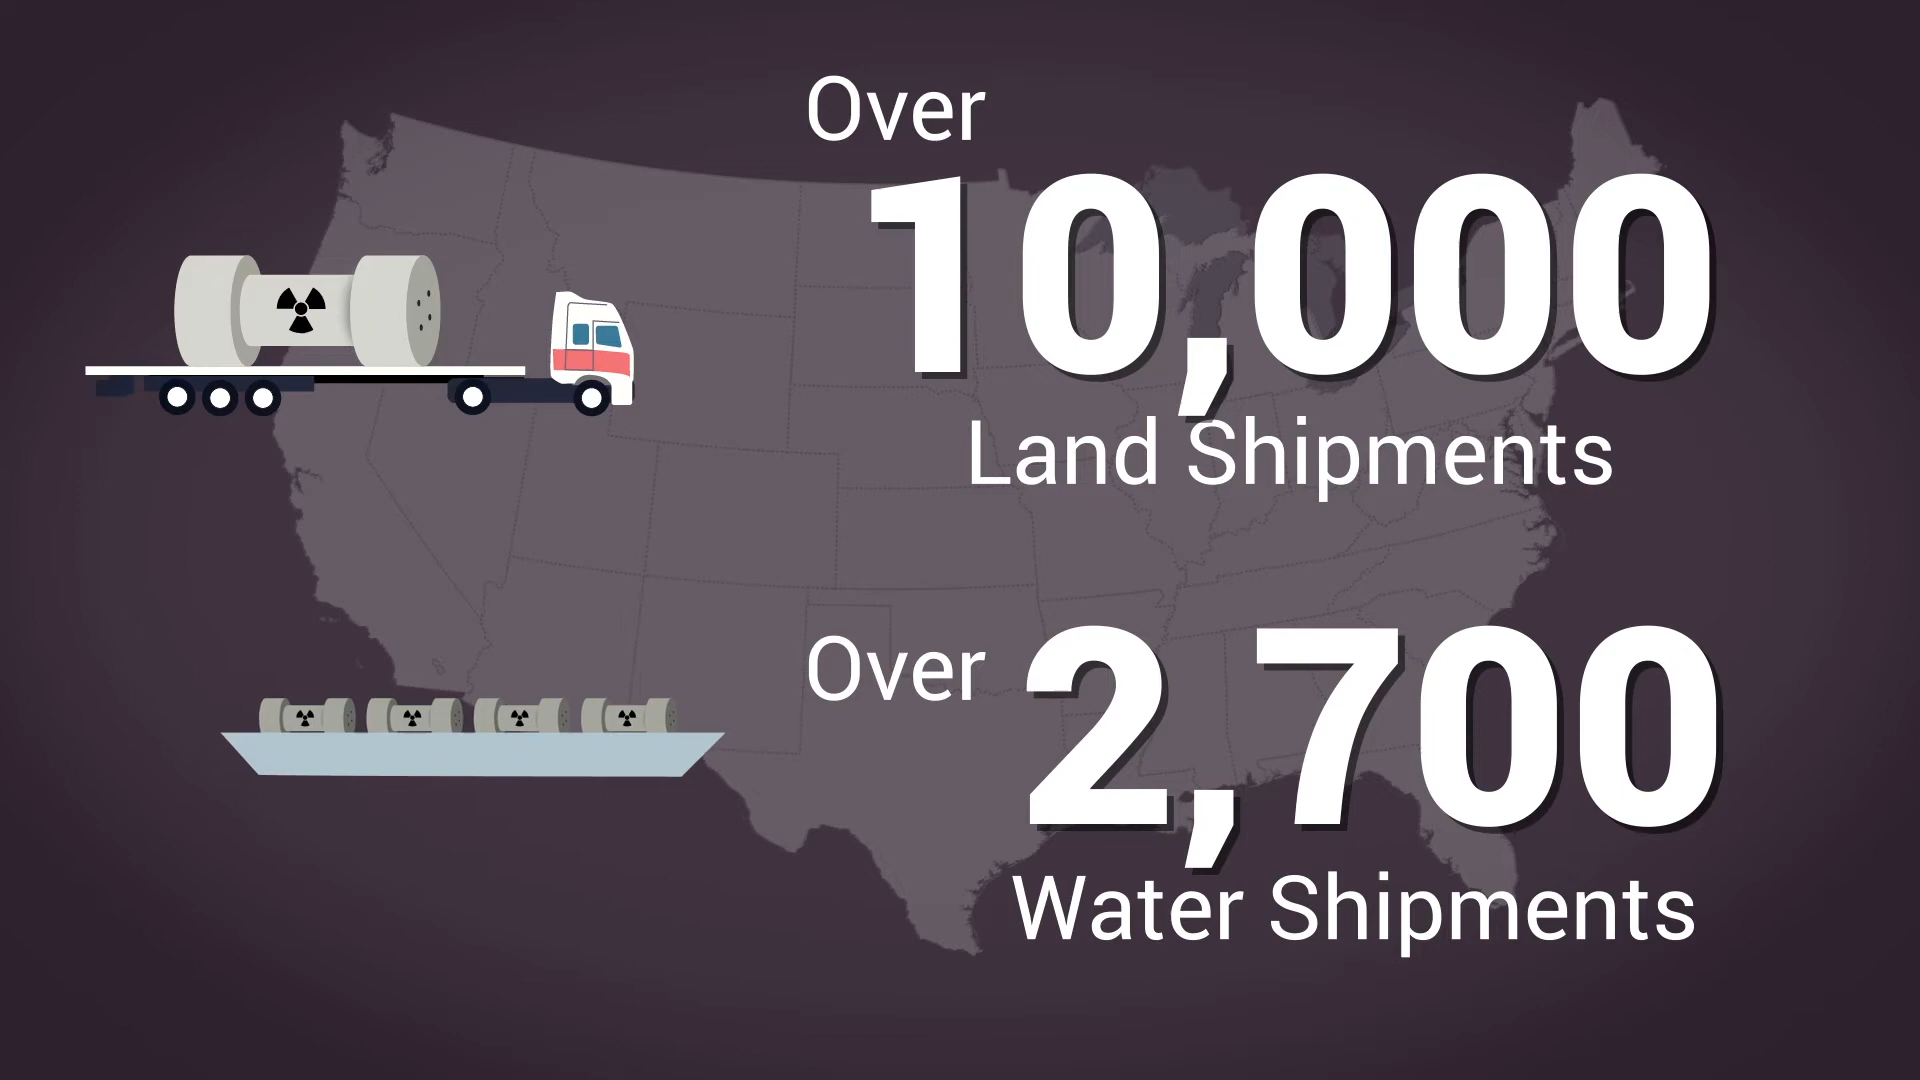 Over
10,000
Land Shipments
Over 2,700
Water Shipments